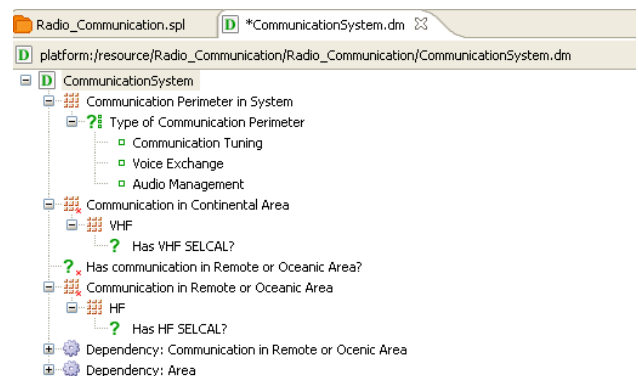 Radio_Communication.spl
*CommunicationSystem.dm
platform:/resource/Radio_Communication/Radio_Communication/CommunicationSystem.dm
CommunicationSystem
Communication Perimeter in System
Type of Communication Perimeter
Communication Tuning
Voice Exchange
Audio Management
Communication in Continental Area
VHF
Has VHF SELCAL?
Has communication in Remote or Oceanic Area?
Communication in Remote or Oceanic Area
HF
Has HF SELCAL?
Dependency: Communication in Remote or Ocenic Area
Dependency: Area